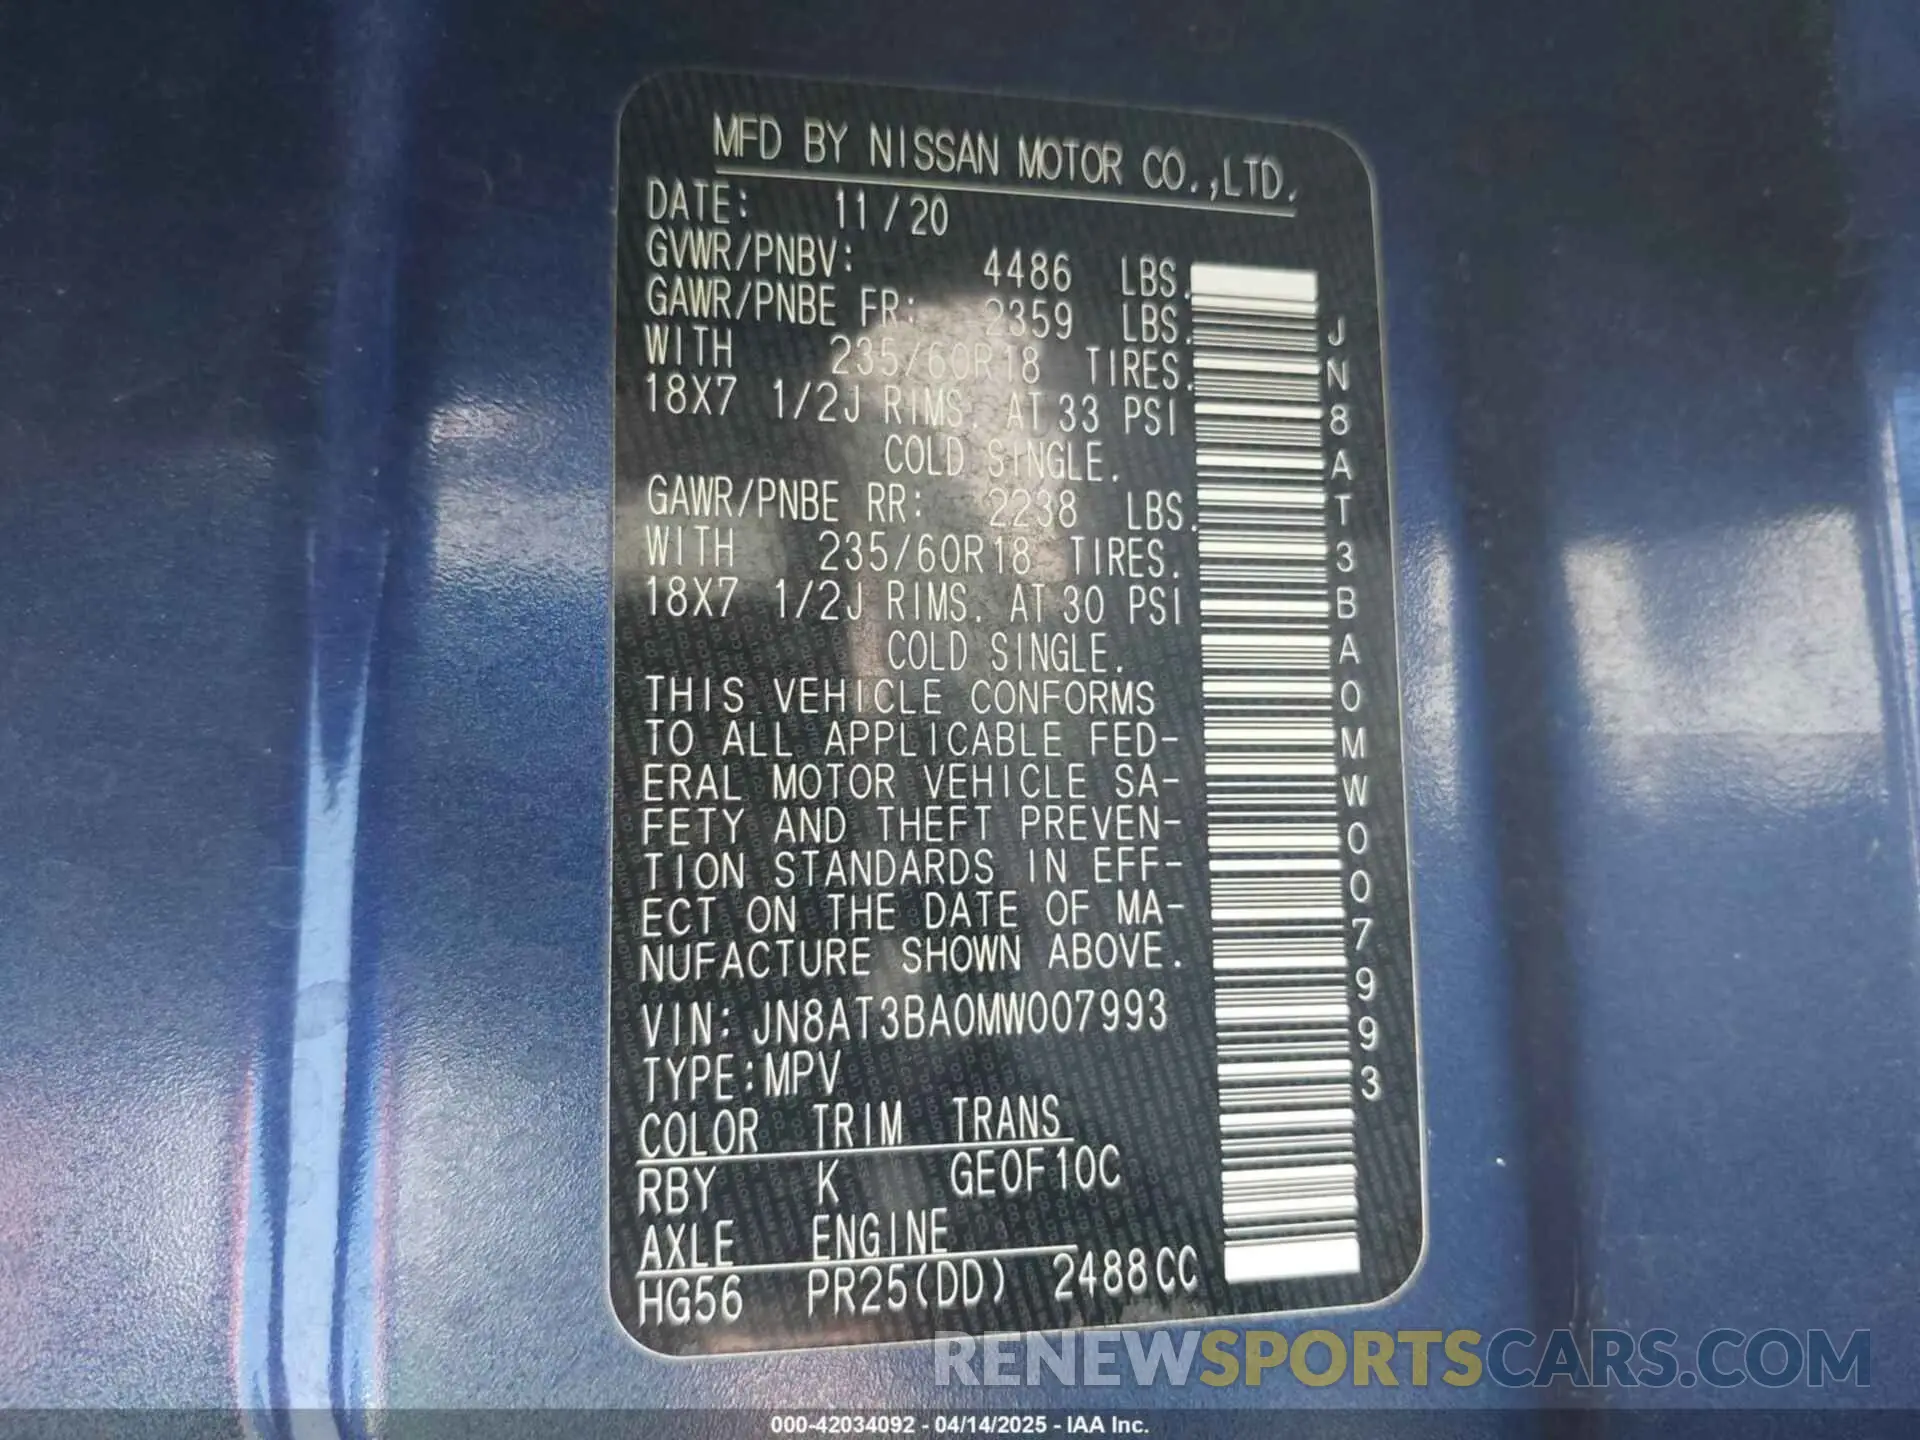 MFD BY NISSAN MOTOR CO.,LTD.
DATE: 11/20
GVWR/PNBV: 4486 LBS.
GAWR/PNBE FR: 2359 LBS.
WITH 235/60R18 TIRES.
18X7 1/2J RIMS. AT 33 PSI
COLD SINGLE.
GAWR/PNBE RR: 2238 LBS.
WITH 235/60R18 TIRES.
18X7 1/2J RIMS. AT 30 PSI
COLD SINGLE.
THIS VEHICLE CONFORMS
TO ALL APPLICABLE FED-
ERAL MOTOR VEHICLE SA-
FETY AND THEFT PREVEN-
TION STANDARDS IN EFF-
ECT ON THE DATE OF MA-
NUFACTURE SHOWN ABOVE.
VIN: JN8AT3BA0MW007993
TYPE:MPV
COLOR TRIM TRANS
RBY K GE0F10C
AXLE ENGINE
HG56 PR25(DD) 2488CC
JN8AT3BA0MW007993
RENEWSPORTSCARS.COM
000-42034092 - 04/14/2025 - IAA Inc.